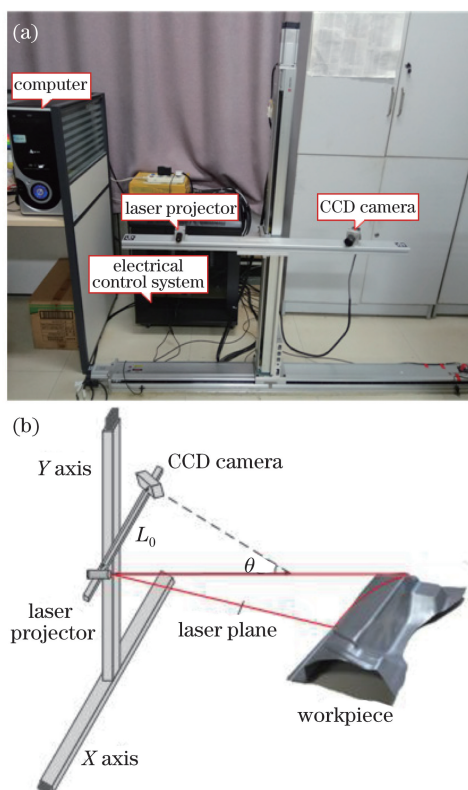 (a)
computer
laser projector
CCD camera
electrical
control system
(b)
Y axis
CCD camera
L₀
θ
laser
projector
laser plane
workpiece
X axis